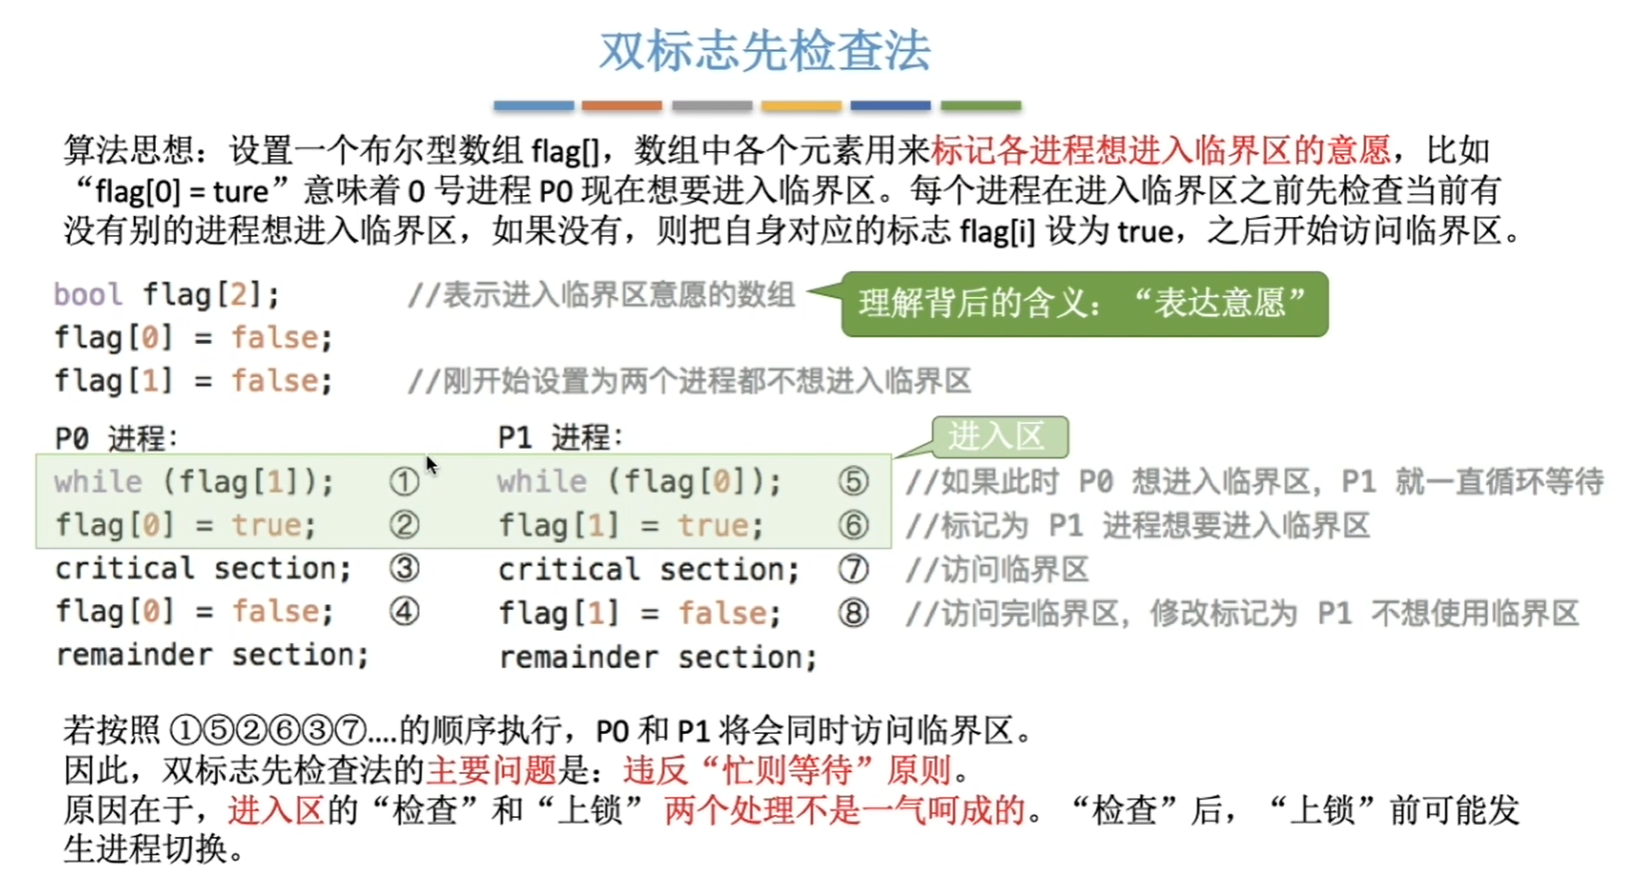 双标志先检查法
算法思想：设置一个布尔型数组 flag[]，数组中各个元素用来标记各进程想进入临界区的意愿，比如
“flag[0] = ture”意味着 0 号进程 P0 现在想要进入临界区。每个进程在进入临界区之前先检查当前有
没有别的进程想进入临界区，如果没有，则把自身对应的标志 flag[i] 设为 true，之后开始访问临界区。
bool flag[2]; //表示进入临界区意愿的数组 理解背后的含义：“表达意愿”
flag[0] = false;
flag[1] = false; //刚开始设置为两个进程都不想进入临界区
P0 进程： P1 进程： 进入区
while (flag[1]); ① while (flag[0]); ⑤ //如果此时 P0 想进入临界区，P1 就一直循环等待
flag[0] = true; ② flag[1] = true; ⑥ //标记为 P1 进程想要进入临界区
critical section; ③ critical section; ⑦ //访问临界区
flag[0] = false; ④ flag[1] = false; ⑧ //访问完临界区，修改标记为 P1 不想使用临界区
remainder section; remainder section;
若按照 ①⑤②⑥③⑦....的顺序执行，P0 和 P1 将会同时访问临界区。
因此，双标志先检查法的主要问题是：违反“忙则等待”原则。
原因在于，进入区的“检查”和“上锁” 两个处理不是一气呵成的。“检查”后，“上锁”前可能发
生进程切换。